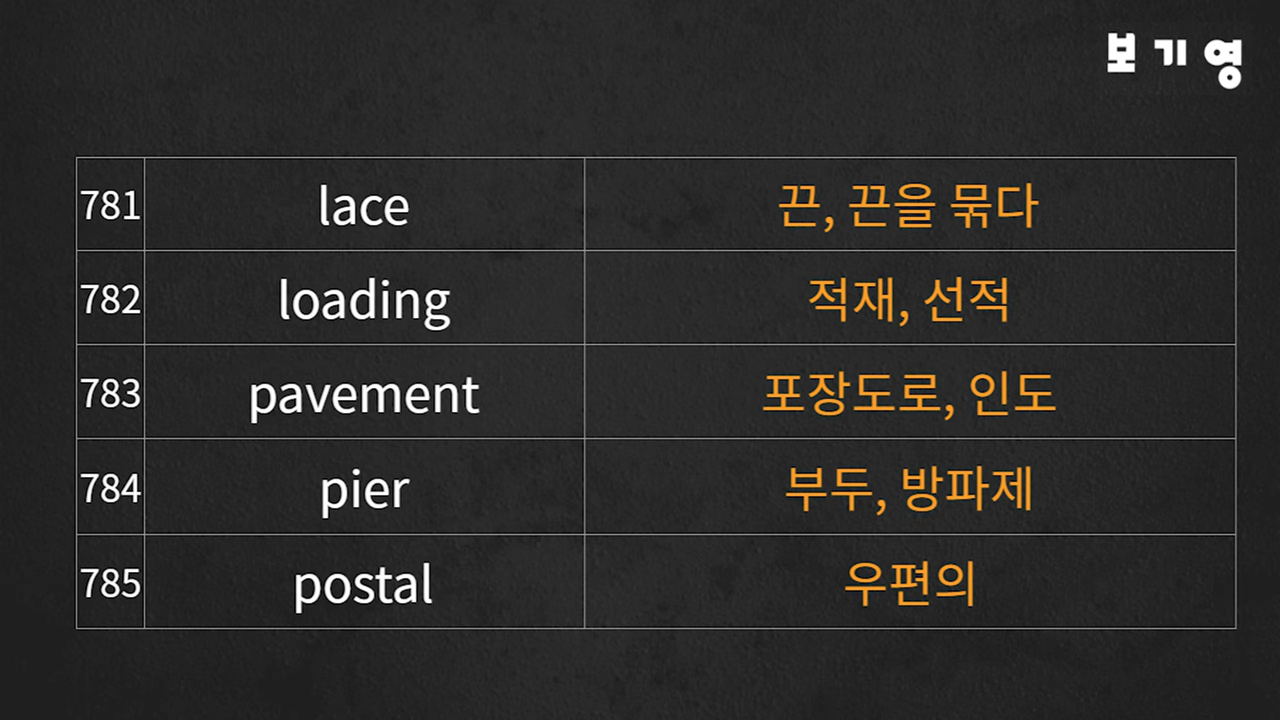 보기영
781 lace 끈, 끈을 묶다
782 loading 적재, 선적
783 pavement 포장도로, 인도
784 pier 부두, 방파제
785 postal 우편의